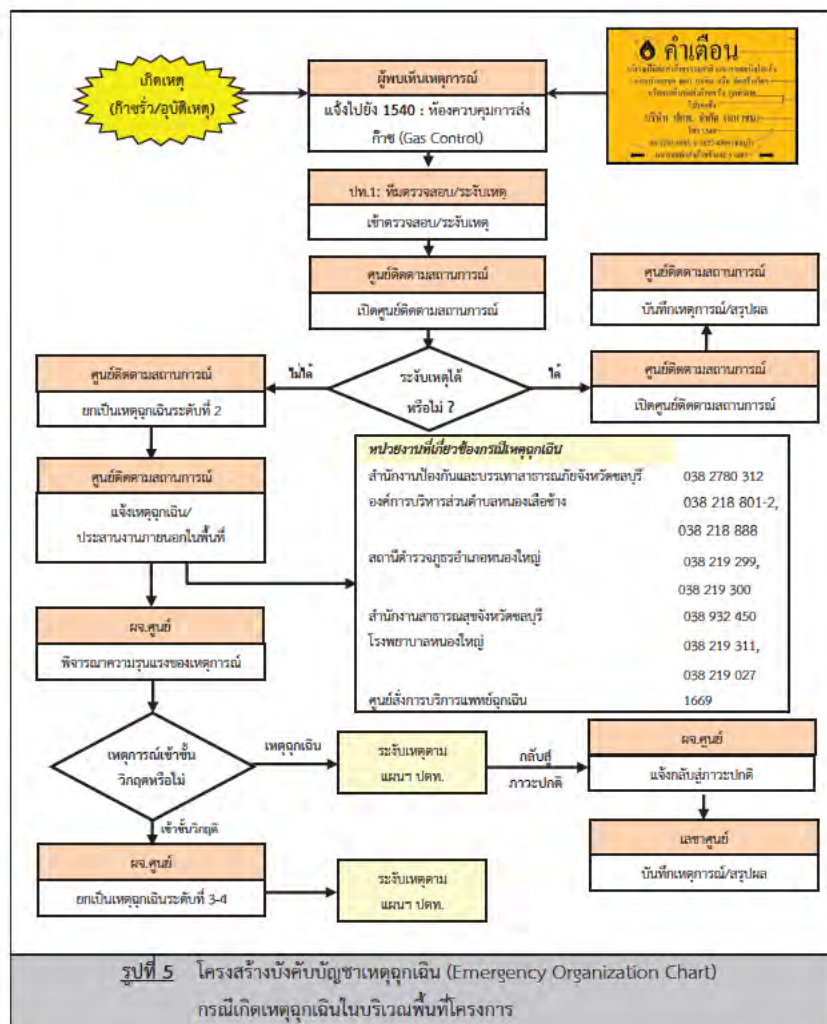 เกิดเหตุ
(ก๊าซรั่ว/อุบัติเหตุ)
ผู้พบเห็นเหตุการณ์
แจ้งไปยัง 1540 : ห้องควบคุมการส่ง
ก๊าซ (Gas Control)
คำเตือน
บริษัท ปตท. จำกัด (มหาชน)
ปท.1: ทีมตรวจสอบ/ระงับเหตุ
เข้าตรวจสอบ/ระงับเหตุ
ศูนย์ติดตามสถานการณ์
เปิดศูนย์ติดตามสถานการณ์
ศูนย์ติดตามสถานการณ์
บันทึกเหตุการณ์/สรุปผล
ระงับเหตุได้
หรือไม่ ?
ไม่ได้
ได้
ศูนย์ติดตามสถานการณ์
เปิดศูนย์ติดตามสถานการณ์
ศูนย์ติดตามสถานการณ์
ยกเป็นเหตุฉุกเฉินระดับที่ 2
ศูนย์ติดตามสถานการณ์
แจ้งเหตุฉุกเฉิน/
ประสานงานภายนอกในพื้นที่
หน่วยงานที่เกี่ยวข้องกรณีเหตุฉุกเฉิน
สำนักงานป้องกันและบรรเทาสาธารณภัยจังหวัดชลบุรี 038 2780 312
องค์การบริหารส่วนตำบลหนองเสือช้าง 038 218 801-2,
038 218 888
สถานีตำรวจภูธรอำเภอหนองใหญ่ 038 219 299,
038 219 300
สำนักงานสาธารณสุขจังหวัดชลบุรี 038 932 450
โรงพยาบาลหนองใหญ่ 038 219 311,
038 219 027
ศูนย์สั่งการบริการแพทย์ฉุกเฉิน 1669
ผจ.ศูนย์
พิจารณาความรุนแรงของเหตุการณ์
เหตุการณ์เข้าขั้น
วิกฤตหรือไม่
เหตุฉุกเฉิน
ระงับเหตุตาม
แผนฯ ปตท.
กลับสู่
ภาวะปกติ
ผจ.ศูนย์
แจ้งกลับสู่ภาวะปกติ
เลขาศูนย์
บันทึกเหตุการณ์/สรุปผล
เข้าขั้นวิกฤติ
ผจ.ศูนย์
ยกเป็นเหตุฉุกเฉินระดับที่ 3-4
ระงับเหตุตาม
แผนฯ ปตท.
รูปที่ 5 โครงสร้างบังคับบัญชาเหตุฉุกเฉิน (Emergency Organization Chart)
กรณีเกิดเหตุฉุกเฉินในบริเวณพื้นที่โครงการ